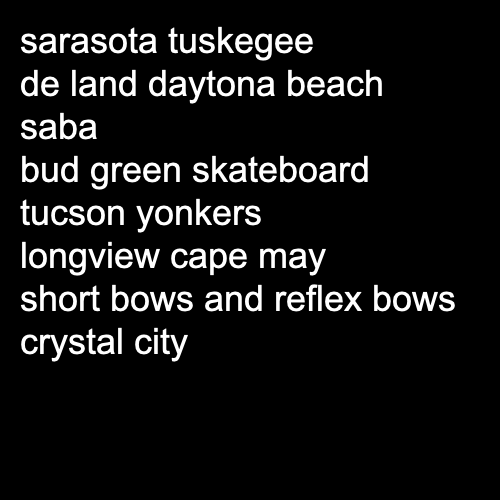 sarasota tuskegee
de land daytona beach
saba
bud green skateboard
tucson yonkers
longview cape may
short bows and reflex bows
crystal city